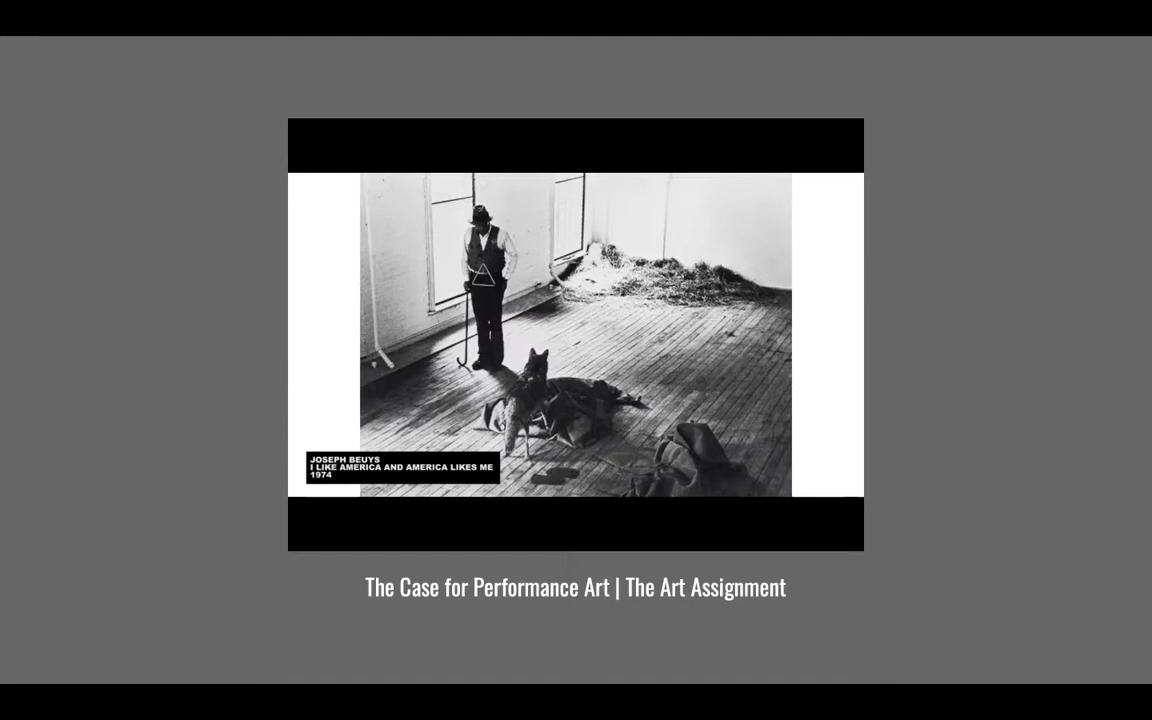 JOSEPH BEUYS
I LIKE AMERICA AND AMERICA LIKES ME
1974
The Case for Performance Art | The Art Assignment